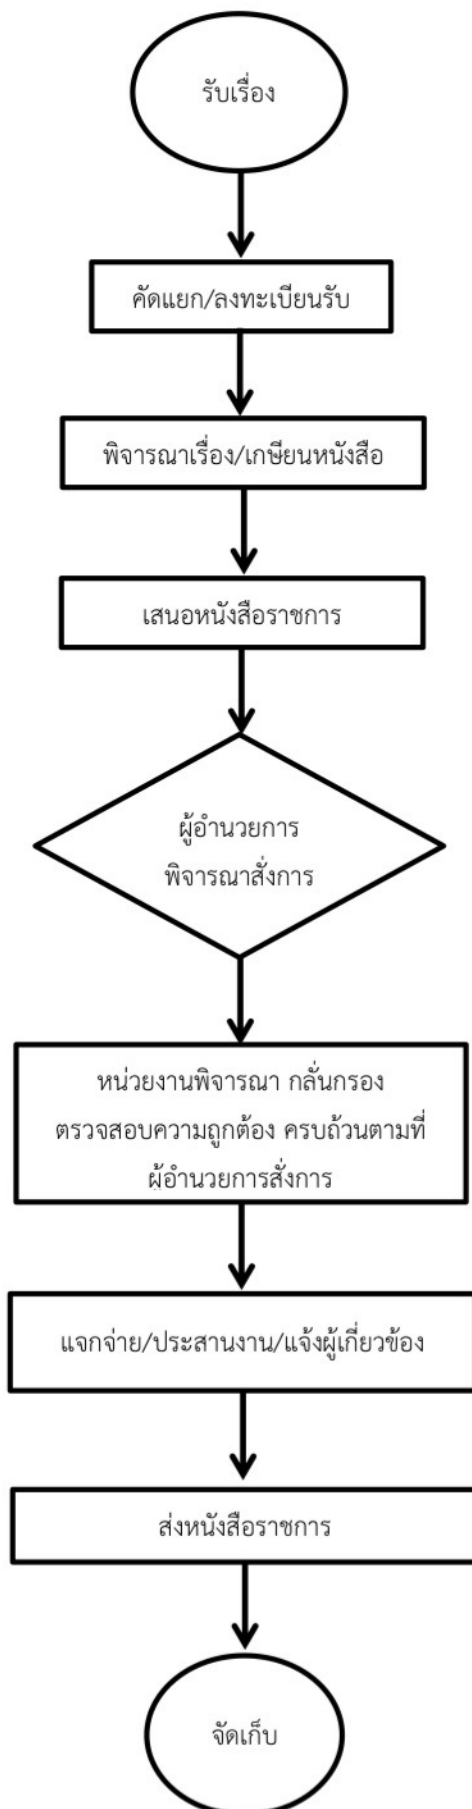 รับเรื่อง
คัดแยก/ลงทะเบียนรับ
พิจารณาเรื่อง/เกษียนหนังสือ
เสนอหนังสือราชการ
ผู้อำนวยการ
พิจารณาสั่งการ
หน่วยงานพิจารณา กลั่นกรอง
ตรวจสอบความถูกต้อง ครบถ้วนตามที่
ผู้อำนวยการสั่งการ
แจกจ่าย/ประสานงาน/แจ้งผู้เกี่ยวข้อง
ส่งหนังสือราชการ
จัดเก็บ